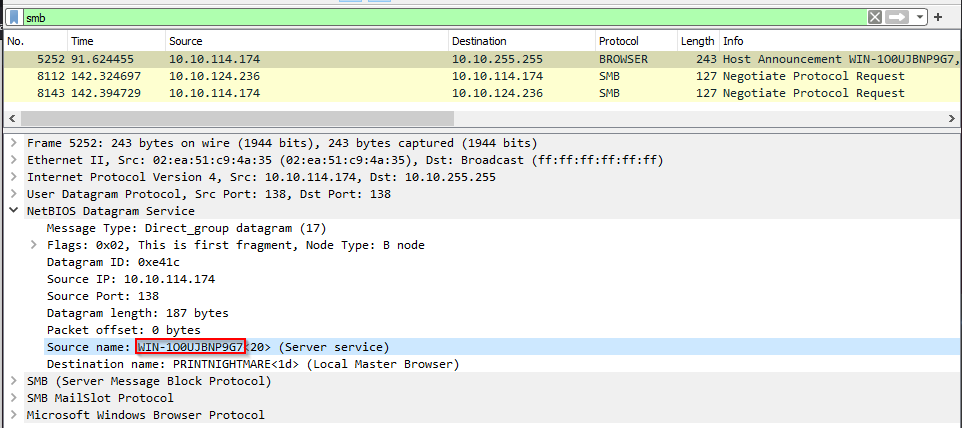 smb
No. Time Source Destination Protocol Length Info
5252 91.624455 10.10.114.174 10.10.255.255 BROWSER 243 Host Announcement WIN-1O0UJBNP9G7,
8112 142.324697 10.10.124.236 10.10.114.174 SMB 127 Negotiate Protocol Request
8143 142.394729 10.10.114.174 10.10.124.236 SMB 127 Negotiate Protocol Request
Frame 5252: 243 bytes on wire (1944 bits), 243 bytes captured (1944 bits)
Ethernet II, Src: 02:ea:51:c9:4a:35 (02:ea:51:c9:4a:35), Dst: Broadcast (ff:ff:ff:ff:ff:ff)
Internet Protocol Version 4, Src: 10.10.114.174, Dst: 10.10.255.255
User Datagram Protocol, Src Port: 138, Dst Port: 138
NetBIOS Datagram Service
Message Type: Direct_group datagram (17)
Flags: 0x02, This is first fragment, Node Type: B node
Datagram ID: 0xe41c
Source IP: 10.10.114.174
Source Port: 138
Datagram length: 187 bytes
Packet offset: 0 bytes
Source name: WIN-1O0UJBNP9G7<20> (Server service)
Destination name: PRINTNIGHTMARE<1d> (Local Master Browser)
SMB (Server Message Block Protocol)
SMB MailSlot Protocol
Microsoft Windows Browser Protocol